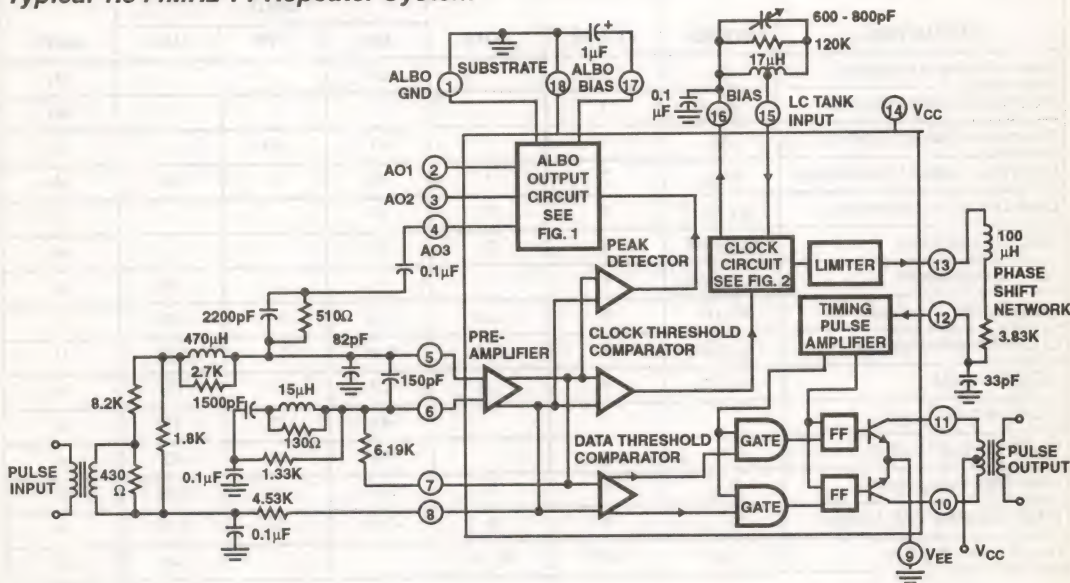 600 - 800pF
120K
17µH
1µF
ALBO
BIAS
SUBSTRATE
ALBO
GND
1
18
17
0.1
µF
BIAS
16
15
LC TANK
INPUT
14
VCC
AO1
2
AO2
3
4
AO3
0.1µF
ALBO
OUTPUT
CIRCUIT
SEE
FIG. 1
PEAK
DETECTOR
CLOCK
CIRCUIT
SEE FIG. 2
LIMITER
13
100
µH
PHASE
SHIFT
NETWORK
3.83K
33pF
TIMING
PULSE
AMPLIFIER
12
2200pF
510Ω
470µH
82pF
2.7K
PRE-
AMPLIFIER
CLOCK THRESHOLD
COMPARATOR
5
150pF
6
15µH
1500pF
130Ω
1.33K
0.1µF
6.19K
8.2K
1.8K
430
Ω
PULSE
INPUT
4.53K
0.1µF
7
8
DATA THRESHOLD
COMPARATOR
GATE
FF
GATE
FF
11
10
PULSE
OUTPUT
9
VEE
VCC